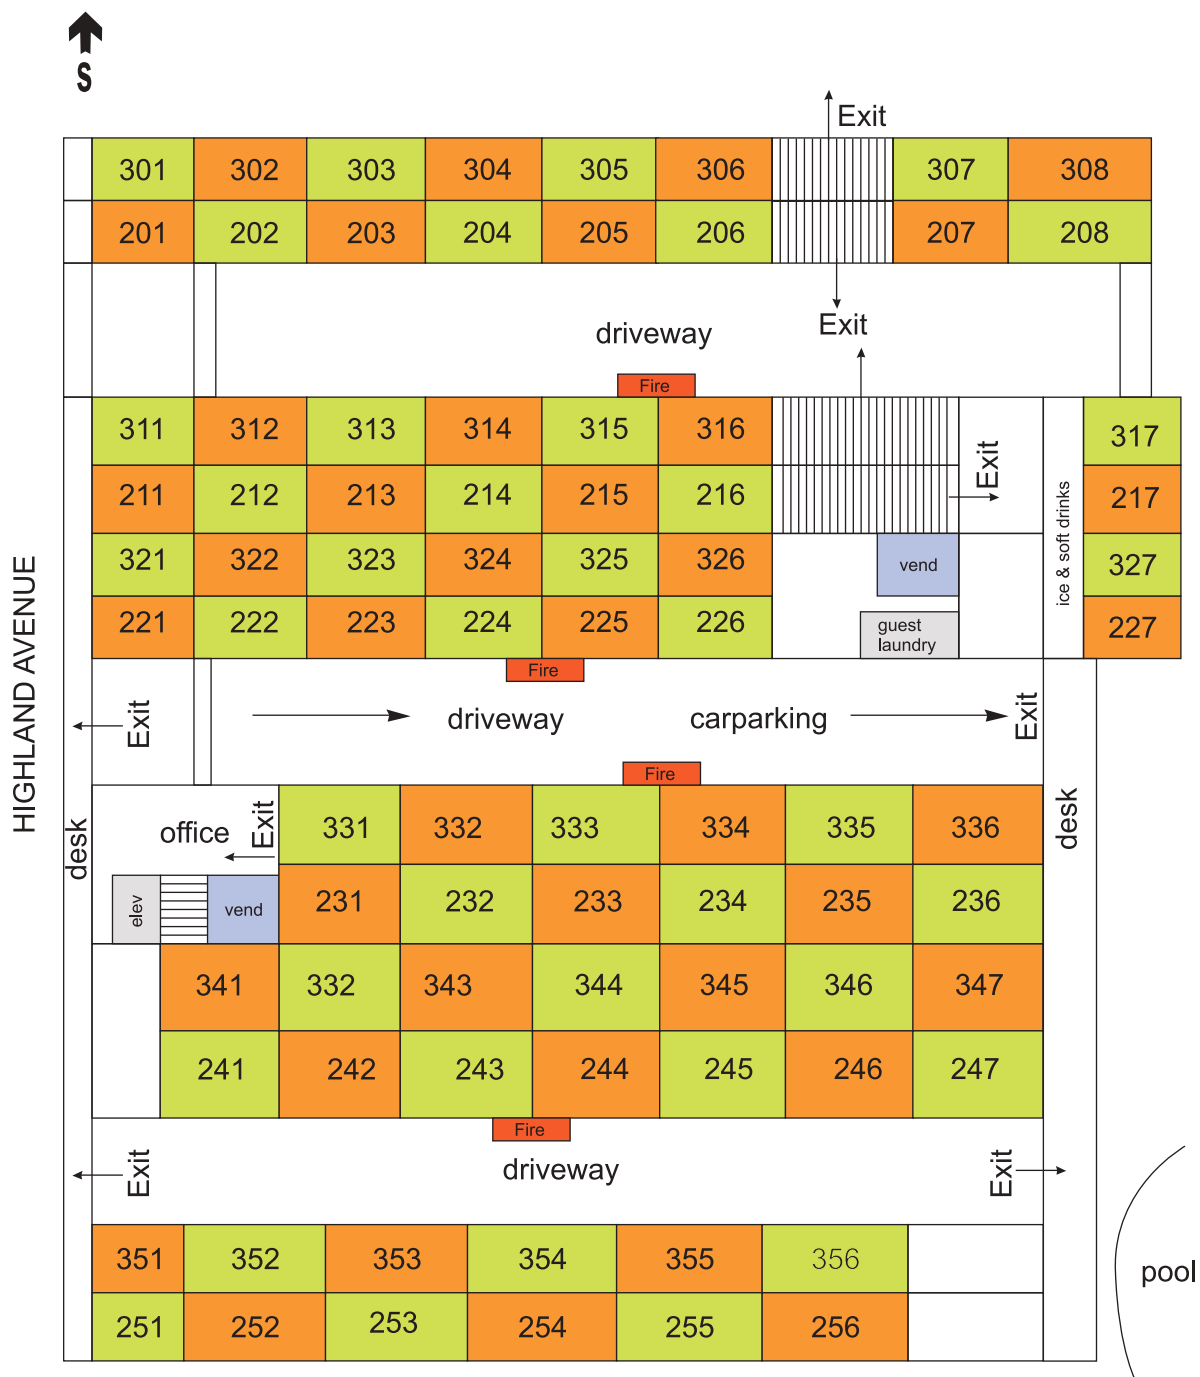 S
Exit
301 302 303 304 305 306 307 308
201 202 203 204 205 206 207 208
Exit
driveway
Fire
311 312 313 314 315 316 317
Exit
211 212 213 214 215 216 217
ice & soft drinks
321 322 323 324 325 326 vend 327
221 222 223 224 225 226 guest
laundry
227
HIGHLAND AVENUE
Fire
Exit driveway carparking Exit
Fire
desk
office Exit 331 332 333 334 335 336
desk
elev vend 231 232 233 234 235 236
341 332 343 344 345 346 347
241 242 243 244 245 246 247
Fire
Exit driveway Exit
351 352 353 354 355 356
pool
251 252 253 254 255 256